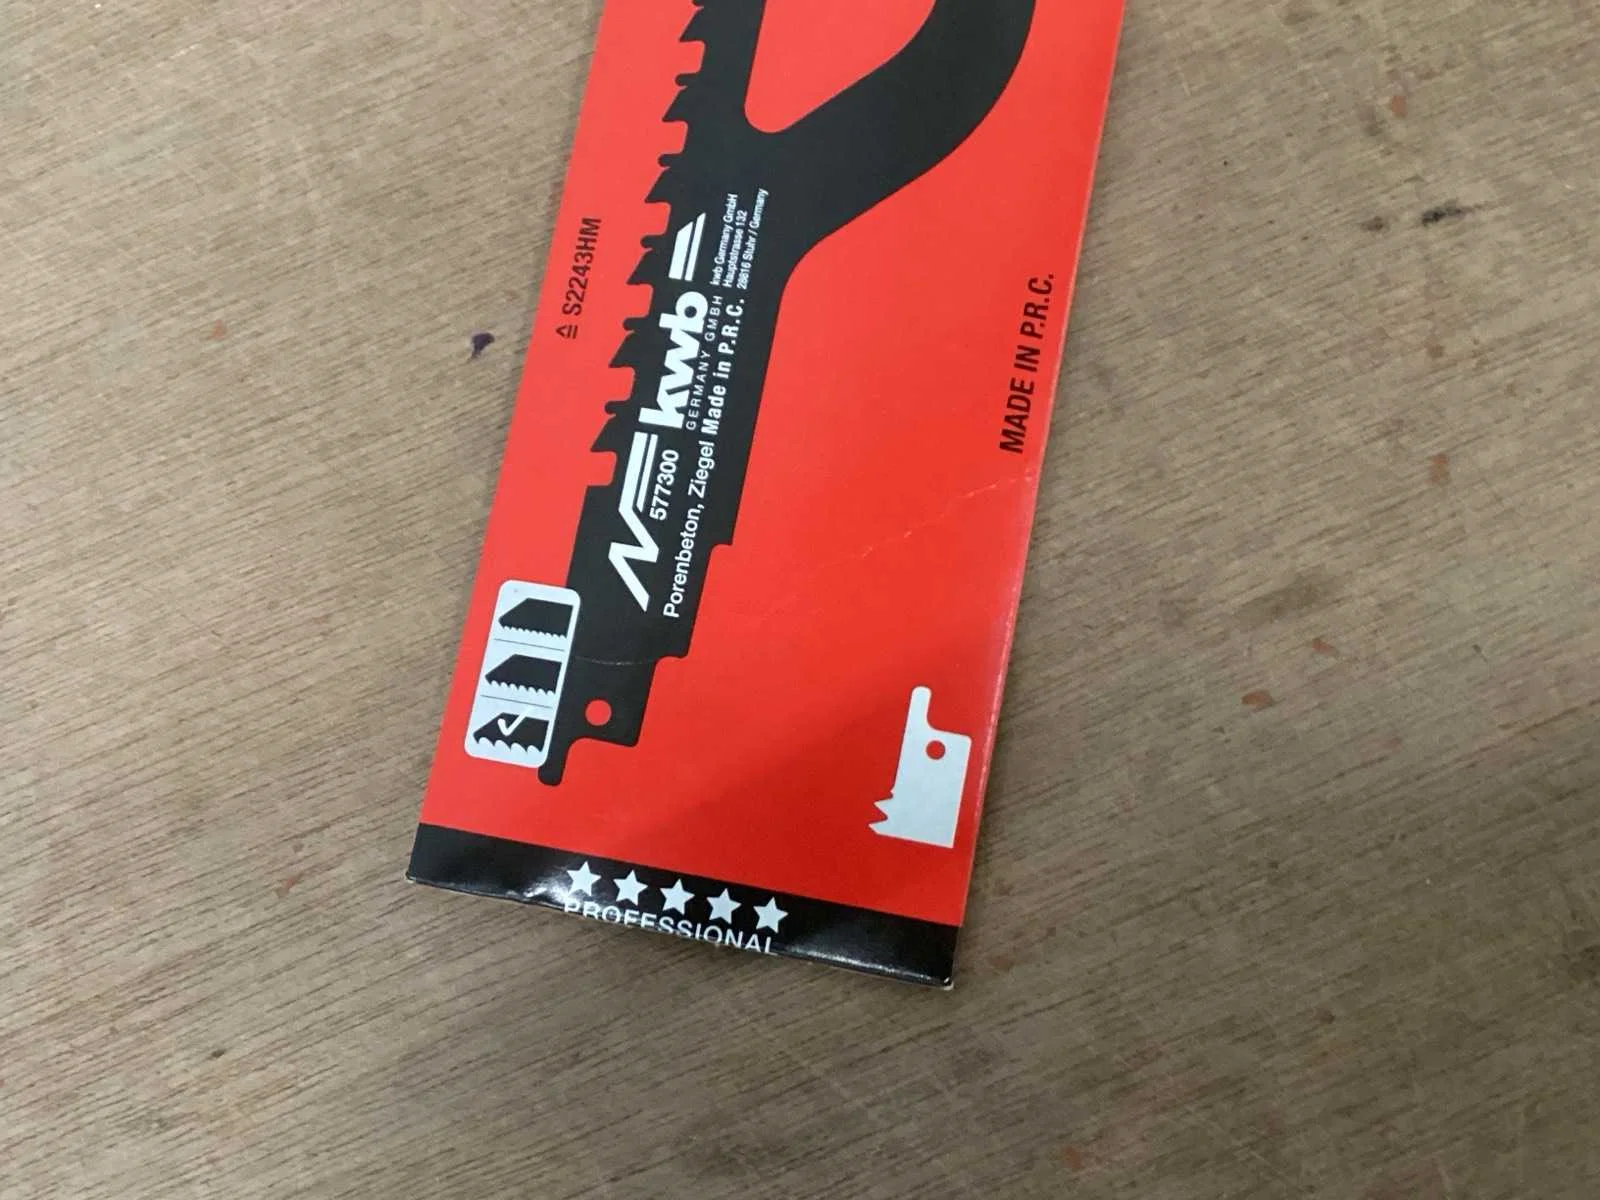 ≙ S2243HM
kwb
GERMANY GMBH
577300
Porenbeton, Ziegel Made in P.R.C.
kwb Germany GmbH
Hauptstrasse 132
28816 Stuhr / Germany
MADE IN P.R.C.
PROFESSIONAL